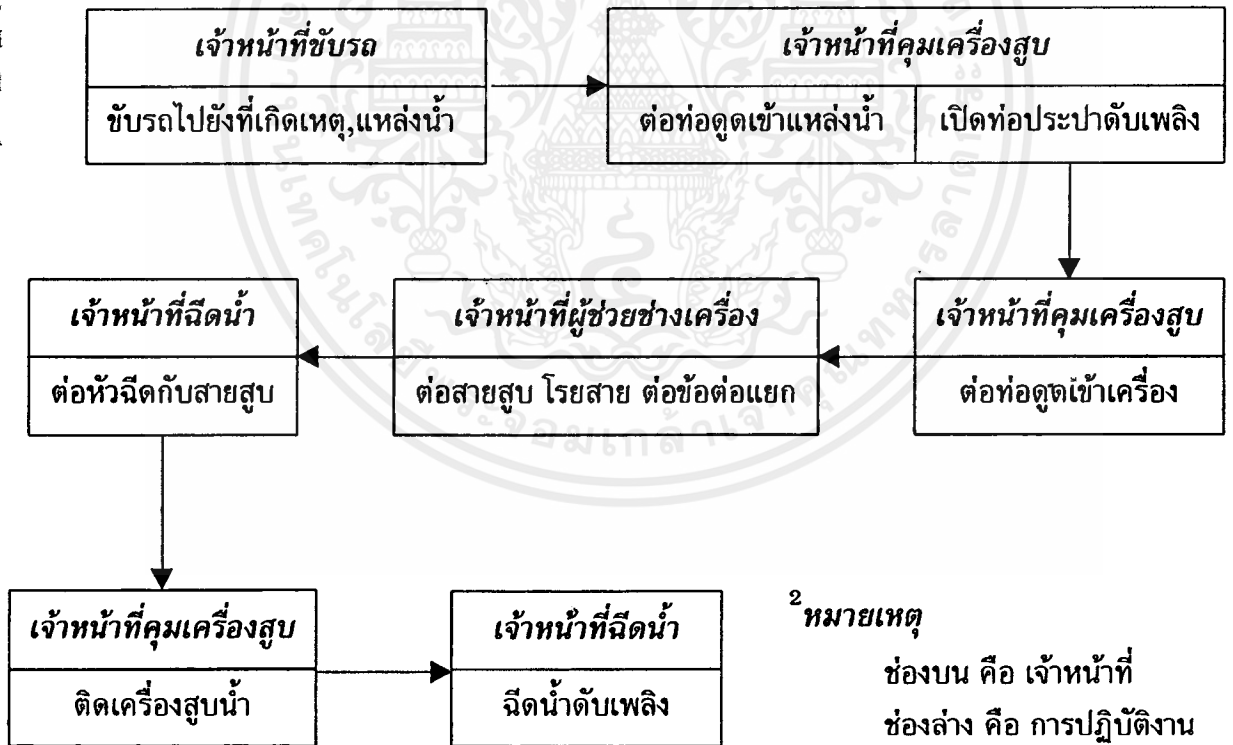 เจ้าหน้าที่ขับรถ
ขับรถไปยังที่เกิดเหตุ,แหล่งน้ำ
เจ้าหน้าที่คุมเครื่องสูบ
ต่อท่อดูดเข้าแหล่งน้ำ
เปิดท่อประปาดับเพลิง
เจ้าหน้าที่คุมเครื่องสูบ
ต่อท่อดูดเข้าเครื่อง
เจ้าหน้าที่ผู้ช่วยช่างเครื่อง
ต่อสายสูบ โรยสาย ต่อข้อต่อแยก
เจ้าหน้าที่ฉีดน้ำ
ต่อหัวฉีดกับสายสูบ
เจ้าหน้าที่คุมเครื่องสูบ
ติดเครื่องสูบน้ำ
เจ้าหน้าที่ฉีดน้ำ
ฉีดน้ำดับเพลิง
2หมายเหตุ
ช่องบน คือ เจ้าหน้าที่
ช่องล่าง คือ การปฏิบัติงาน